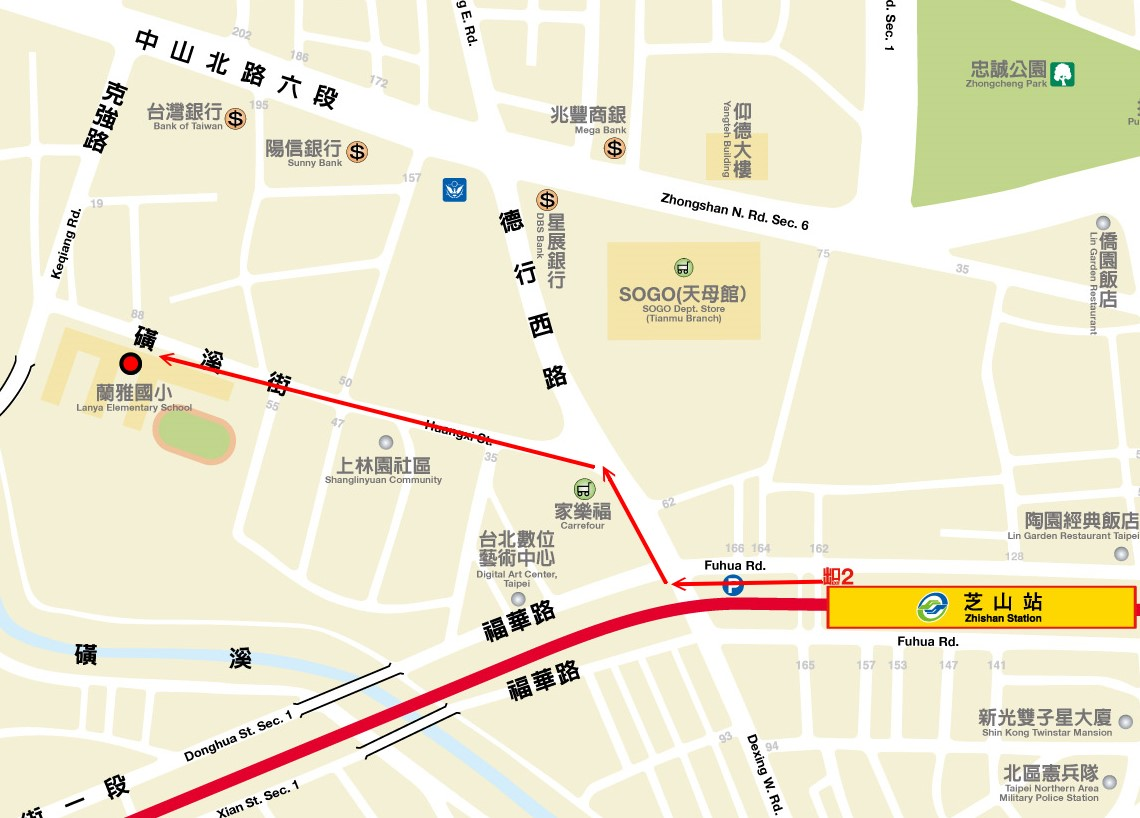 中山北路六段
202
186
172
g E. Rd.
d. Sec. 1
忠誠公園
Zhongcheng Park
克強路
台灣銀行
Bank of Taiwan
195
陽信銀行
Sunny Bank
兆豐商銀
Mega Bank
仰德大樓
Yangteh Building
Pu
157
19
Keqiang Rd.
德行西路
星展銀行
DBS Bank
Zhongshan N. Rd. Sec. 6
75
35
僑園飯店
Lin Garden Restaurant
SOGO(天母館)
SOGO Dept. Store
(Tianmu Branch)
88
磺溪街
蘭雅國小
Lanya Elementary School
50
55
47
Huangxi St.
35
上林園社區
Shanglinyuan Community
家樂福
Carrefour
62
台北數位
藝術中心
Digital Art Center,
Taipei
陶園經典飯店
Lin Garden Restaurant Taipei
166
164
162
128
Fuhua Rd.
P
2
芝山站
Zhishan Station
福華路
Fuhua Rd.
磺溪
福華路
165
157
153
147
141
Donghua St. Sec. 1
新光雙子星大廈
Shin Kong Twinstar Mansion
93
94
Dexing W. Rd.
北區憲兵隊
Taipei Northern Area
Military Police Station
街一段
Xian St. Sec. 1